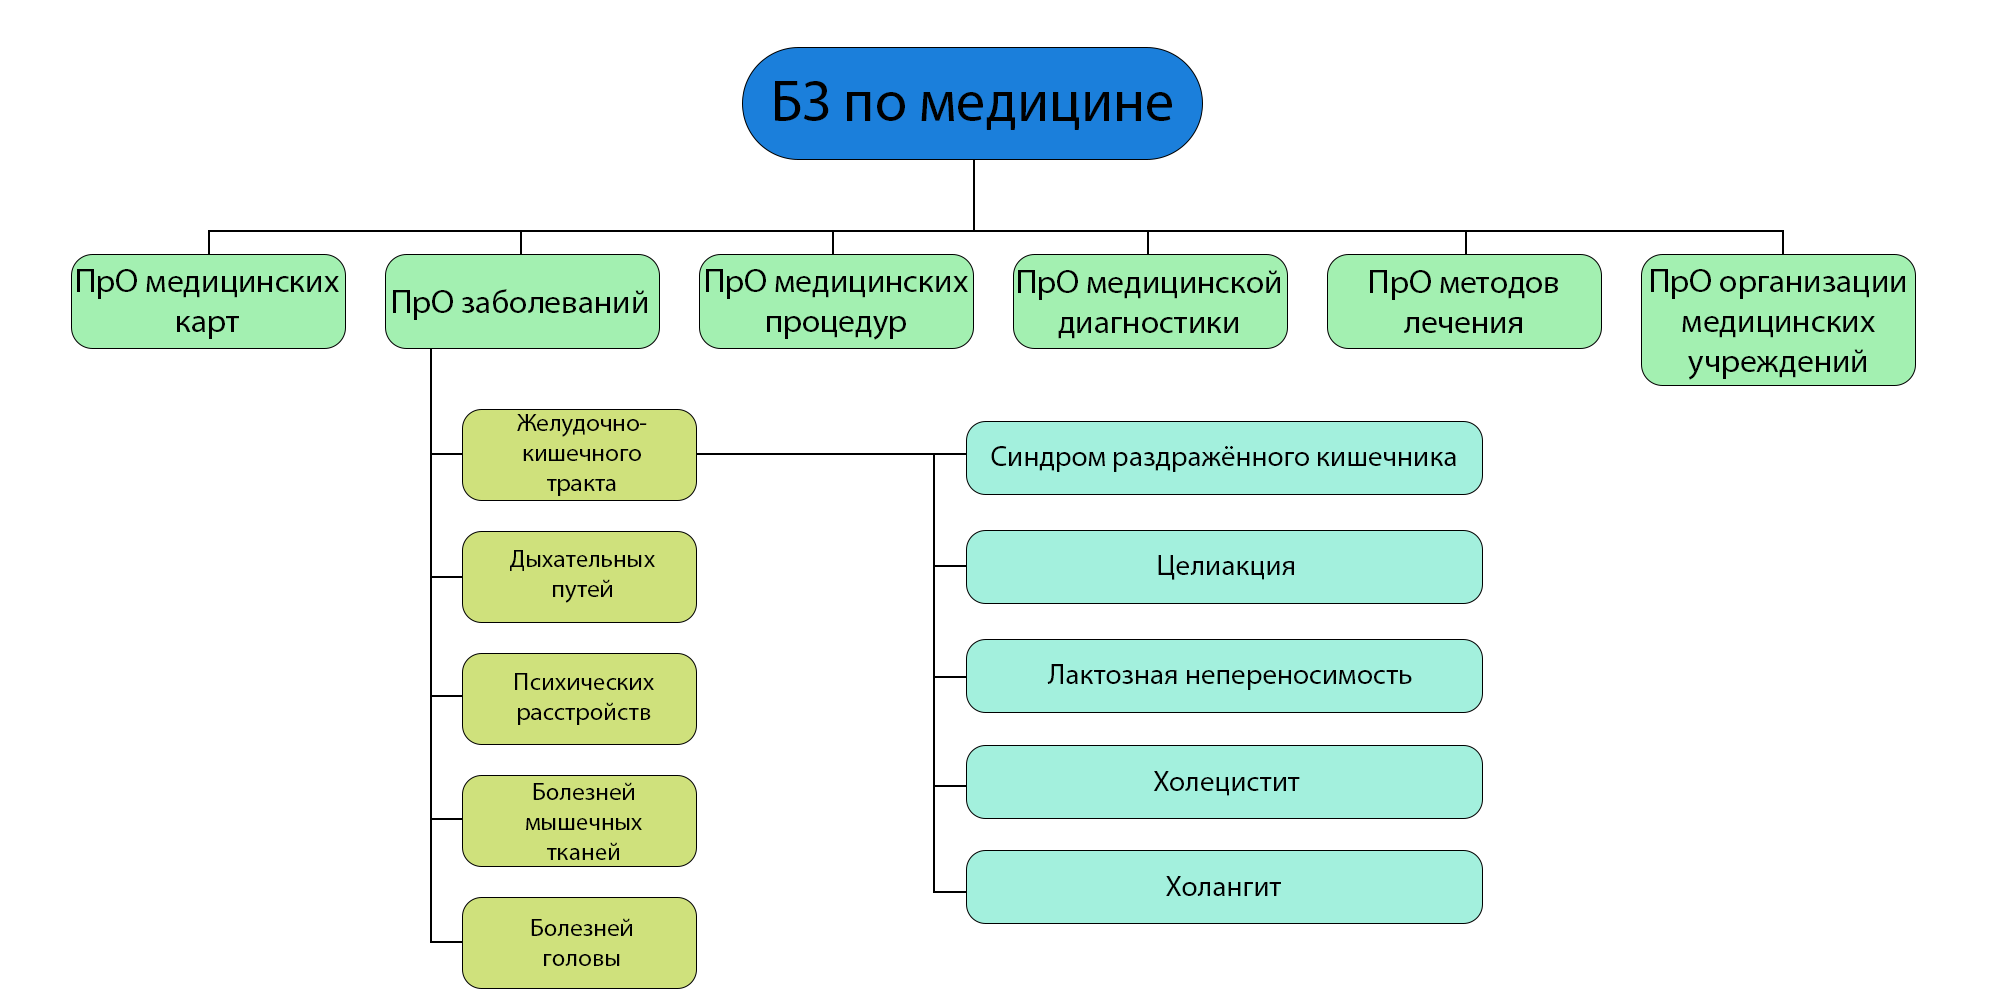 БЗ по медицине
ПрО медицинских
карт
ПрО заболеваний
ПрО медицинских
процедур
ПрО медицинской
диагностики
ПрО методов
лечения
ПрО организации
медицинских
учреждений
Желудочно-
кишечного
тракта
Дыхательных
путей
Психических
расстройств
Болезней
мышечных
тканей
Болезней
головы
Синдром раздражённого кишечника
Целиакция
Лактозная непереносимость
Холецистит
Холангит